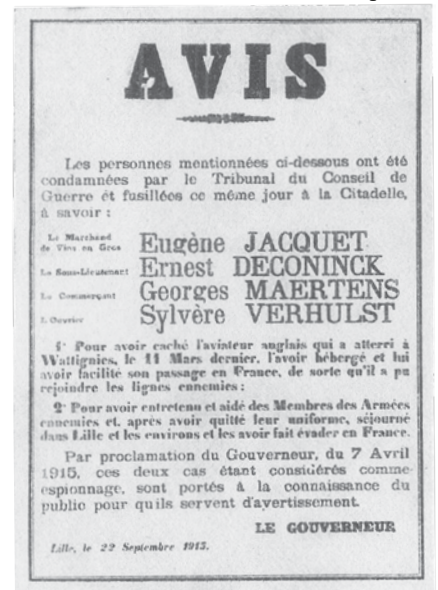 AVIS
Les personnes mentionnées ci-dessous ont été
condamnées par le Tribunal du Conseil de
Guerre et fusillées ce même jour à la Citadelle,
à savoir :
Le Marchand
de Vins en Gros Eugène JACQUET
Le Sous-Lieutenant Ernest DECONINCK
Le Commerçant Georges MAERTENS
L'Ouvrier Sylvère VERHULST
1° Pour avoir caché l'aviateur anglais qui a atterri à
Wattignies, le 11 Mars dernier, l'avoir hébergé et lui
avoir facilité son passage en France, de sorte qu'il a pu
rejoindre les lignes ennemies ;
2° Pour avoir entretenu et aidé des Membres des Armées
ennemies et, après avoir quitté leur uniforme, séjourné
dans Lille et les environs et les avoir fait évader en France.
Par proclamation du Gouverneur, du 7 Avril
1915, ces deux cas étant considérés comme
espionnage, sont portés à la connaissance du
public pour qu'ils servent d'avertissement.
LE GOUVERNEUR
Lille, le 22 Septembre 1915.